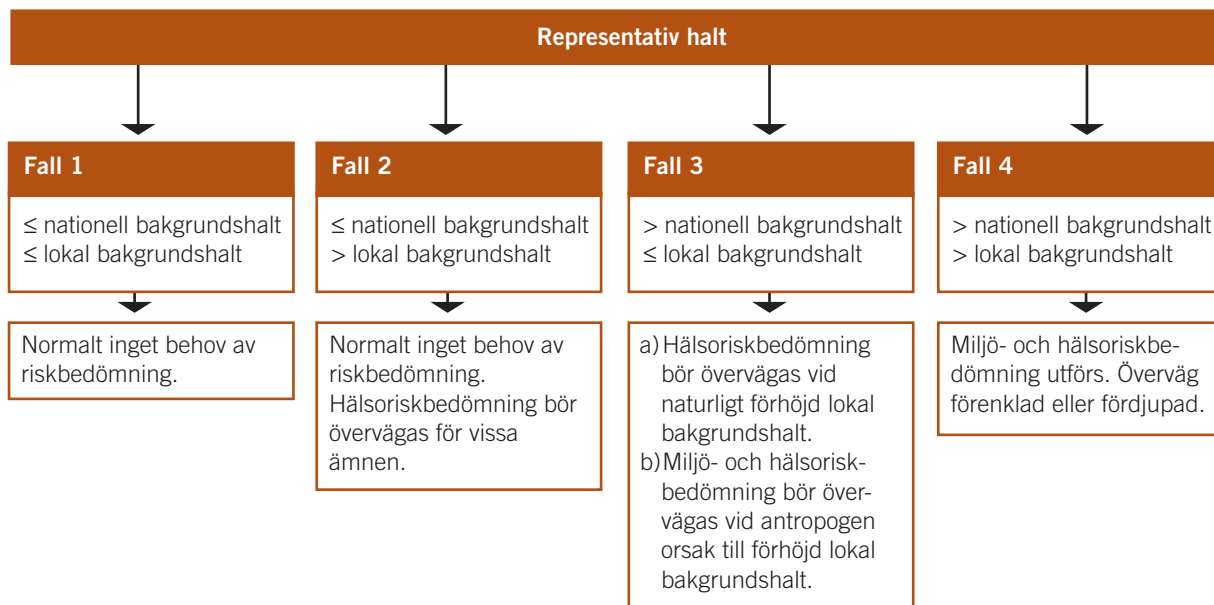 Representativ halt
Fall 1
≤ nationell bakgrundshalt
≤ lokal bakgrundshalt
Normalt inget behov av
riskbedömning.
Fall 2
≤ nationell bakgrundshalt
> lokal bakgrundshalt
Normalt inget behov av
riskbedömning.
Hälsoriskbedömning bör
övervägas för vissa
ämnen.
Fall 3
> nationell bakgrundshalt
≤ lokal bakgrundshalt
a) Hälsoriskbedömning
bör övervägas vid
naturligt förhöjd lokal
bakgrundshalt.
b) Miljö- och hälsorisk-
bedömning bör över-
vägas vid antropogen
orsak till förhöjd lokal
bakgrundshalt.
Fall 4
> nationell bakgrundshalt
> lokal bakgrundshalt
Miljö- och hälsoriskbe-
dömning utförs. Överväg
förenklad eller fördjupad.